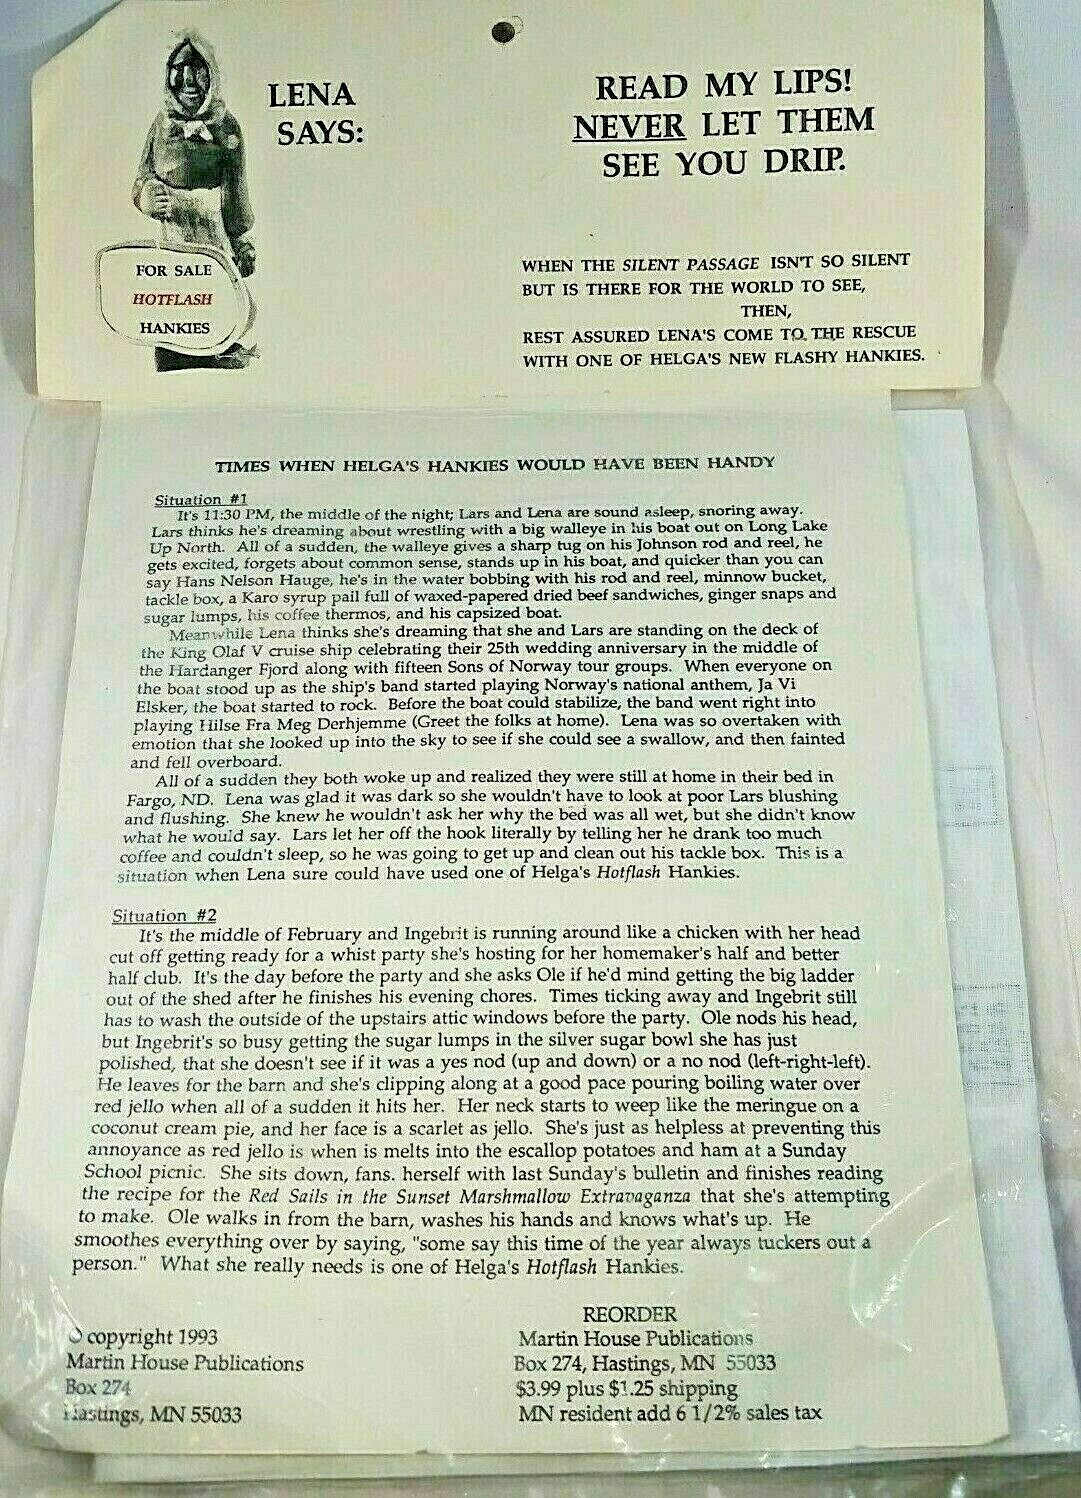 LENA
SAYS:
READ MY LIPS!
NEVER LET THEM
SEE YOU DRIP.
FOR SALE
HOTFLASH
HANKIES
WHEN THE SILENT PASSAGE ISN'T SO SILENT
BUT IS THERE FOR THE WORLD TO SEE,
THEN,
REST ASSURED LENA'S COME TO THE RESCUE
WITH ONE OF HELGA'S NEW FLASHY HANKIES.
TIMES WHEN HELGA'S HANKIES WOULD HAVE BEEN HANDY
Situation #1
It's 11:30 PM, the middle of the night; Lars and Lena are sound asleep, snoring away.
Lars thinks he's dreaming about wrestling with a big walleye in his boat out on Long Lake
Up North. All of a sudden, the walleye gives a sharp tug on his Johnson rod and reel, he
gets excited, forgets about common sense, stands up in his boat, and quicker than you can
say Hans Nelson Hauge, he's in the water bobbing with his rod and reel, minnow bucket,
tackle box, a Karo syrup pail full of waxed-papered dried beef sandwiches, ginger snaps and
sugar lumps, his coffee thermos, and his capsized boat.
Meanwhile Lena thinks she's dreaming that she and Lars are standing on the deck of
the King Olaf V cruise ship celebrating their 25th wedding anniversary in the middle of
the Hardanger Fjord along with fifteen Sons of Norway tour groups. When everyone on
the boat stood up as the ship's band started playing Norway's national anthem, Ja Vi
Elsker, the boat started to rock. Before the boat could stabilize, the band went right into
playing Hilse Fra Meg Derhjemme (Greet the folks at home). Lena was so overtaken with
emotion that she looked up into the sky to see if she could see a swallow, and then fainted
and fell overboard.
All of a sudden they both woke up and realized they were still at home in their bed in
Fargo, ND. Lena was glad it was dark so she wouldn't have to look at poor Lars blushing
and flushing. She knew he wouldn't ask her why the bed was all wet, but she didn't know
what he would say. Lars let her off the hook literally by telling her he drank too much
coffee and couldn't sleep, so he was going to get up and clean out his tackle box. This is a
situation when Lena sure could have used one of Helga's Hotflash Hankies.
Situation #2
It's the middle of February and Ingebrit is running around like a chicken with her head
cut off getting ready for a whist party she's hosting for her homemaker's half and better
half club. It's the day before the party and she asks Ole if he'd mind getting the big ladder
out of the shed after he finishes his evening chores. Times ticking away and Ingebrit still
has to wash the outside of the upstairs attic windows before the party. Ole nods his head,
but Ingebrit's so busy getting the sugar lumps in the silver sugar bowl she has just
polished, that she doesn't see if it was a yes nod (up and down) or a no nod (left-right-left).
He leaves for the barn and she's clipping along at a good pace pouring boiling water over
red jello when all of a sudden it hits her. Her neck starts to weep like the meringue on a
coconut cream pie, and her face is a scarlet as jello. She's just as helpless at preventing this
annoyance as red jello is when is melts into the escallop potatoes and ham at a Sunday
School picnic. She sits down, fans. herself with last Sunday's bulletin and finishes reading
the recipe for the Red Sails in the Sunset Marshmallow Extravaganza that she's attempting
to make. Ole walks in from the barn, washes his hands and knows what's up. He
smoothes everything over by saying, "some say this time of the year always tuckers out a
person." What she really needs is one of Helga's Hotflash Hankies.
© copyright 1993
Martin House Publications
Box 274
Hastings, MN 55033
REORDER
Martin House Publications
Box 274, Hastings, MN 55033
$3.99 plus $1.25 shipping
MN resident add 6 1/2% sales tax